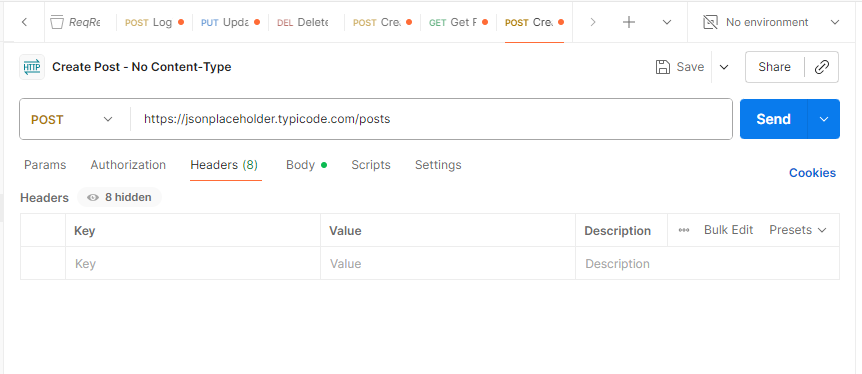 ReqRe POST Log PUT Upda DEL Delete POST Cre GET Get F POST Cre No environment
HTTP Create Post - No Content-Type Save Share
POST https://jsonplaceholder.typicode.com/posts Send
Params Authorization Headers (8) Body Scripts Settings Cookies
Headers 8 hidden
Key Value Description Bulk Edit Presets
Key Value Description